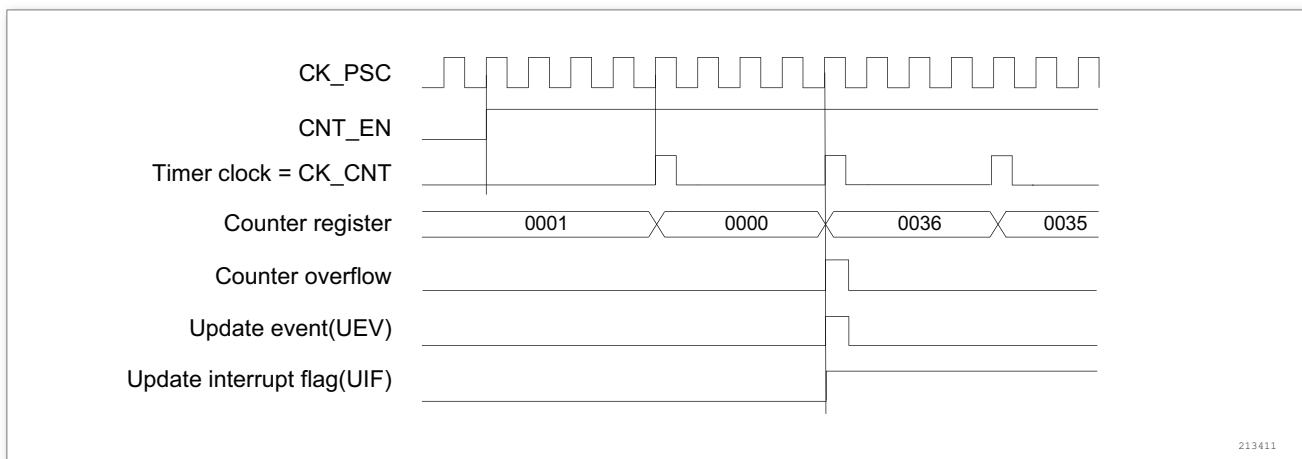 CK_PSC
CNT_EN
Timer clock = CK_CNT
Counter register 0001 0000 0036 0035
Counter overflow
Update event(UEV)
Update interrupt flag(UIF)
213411